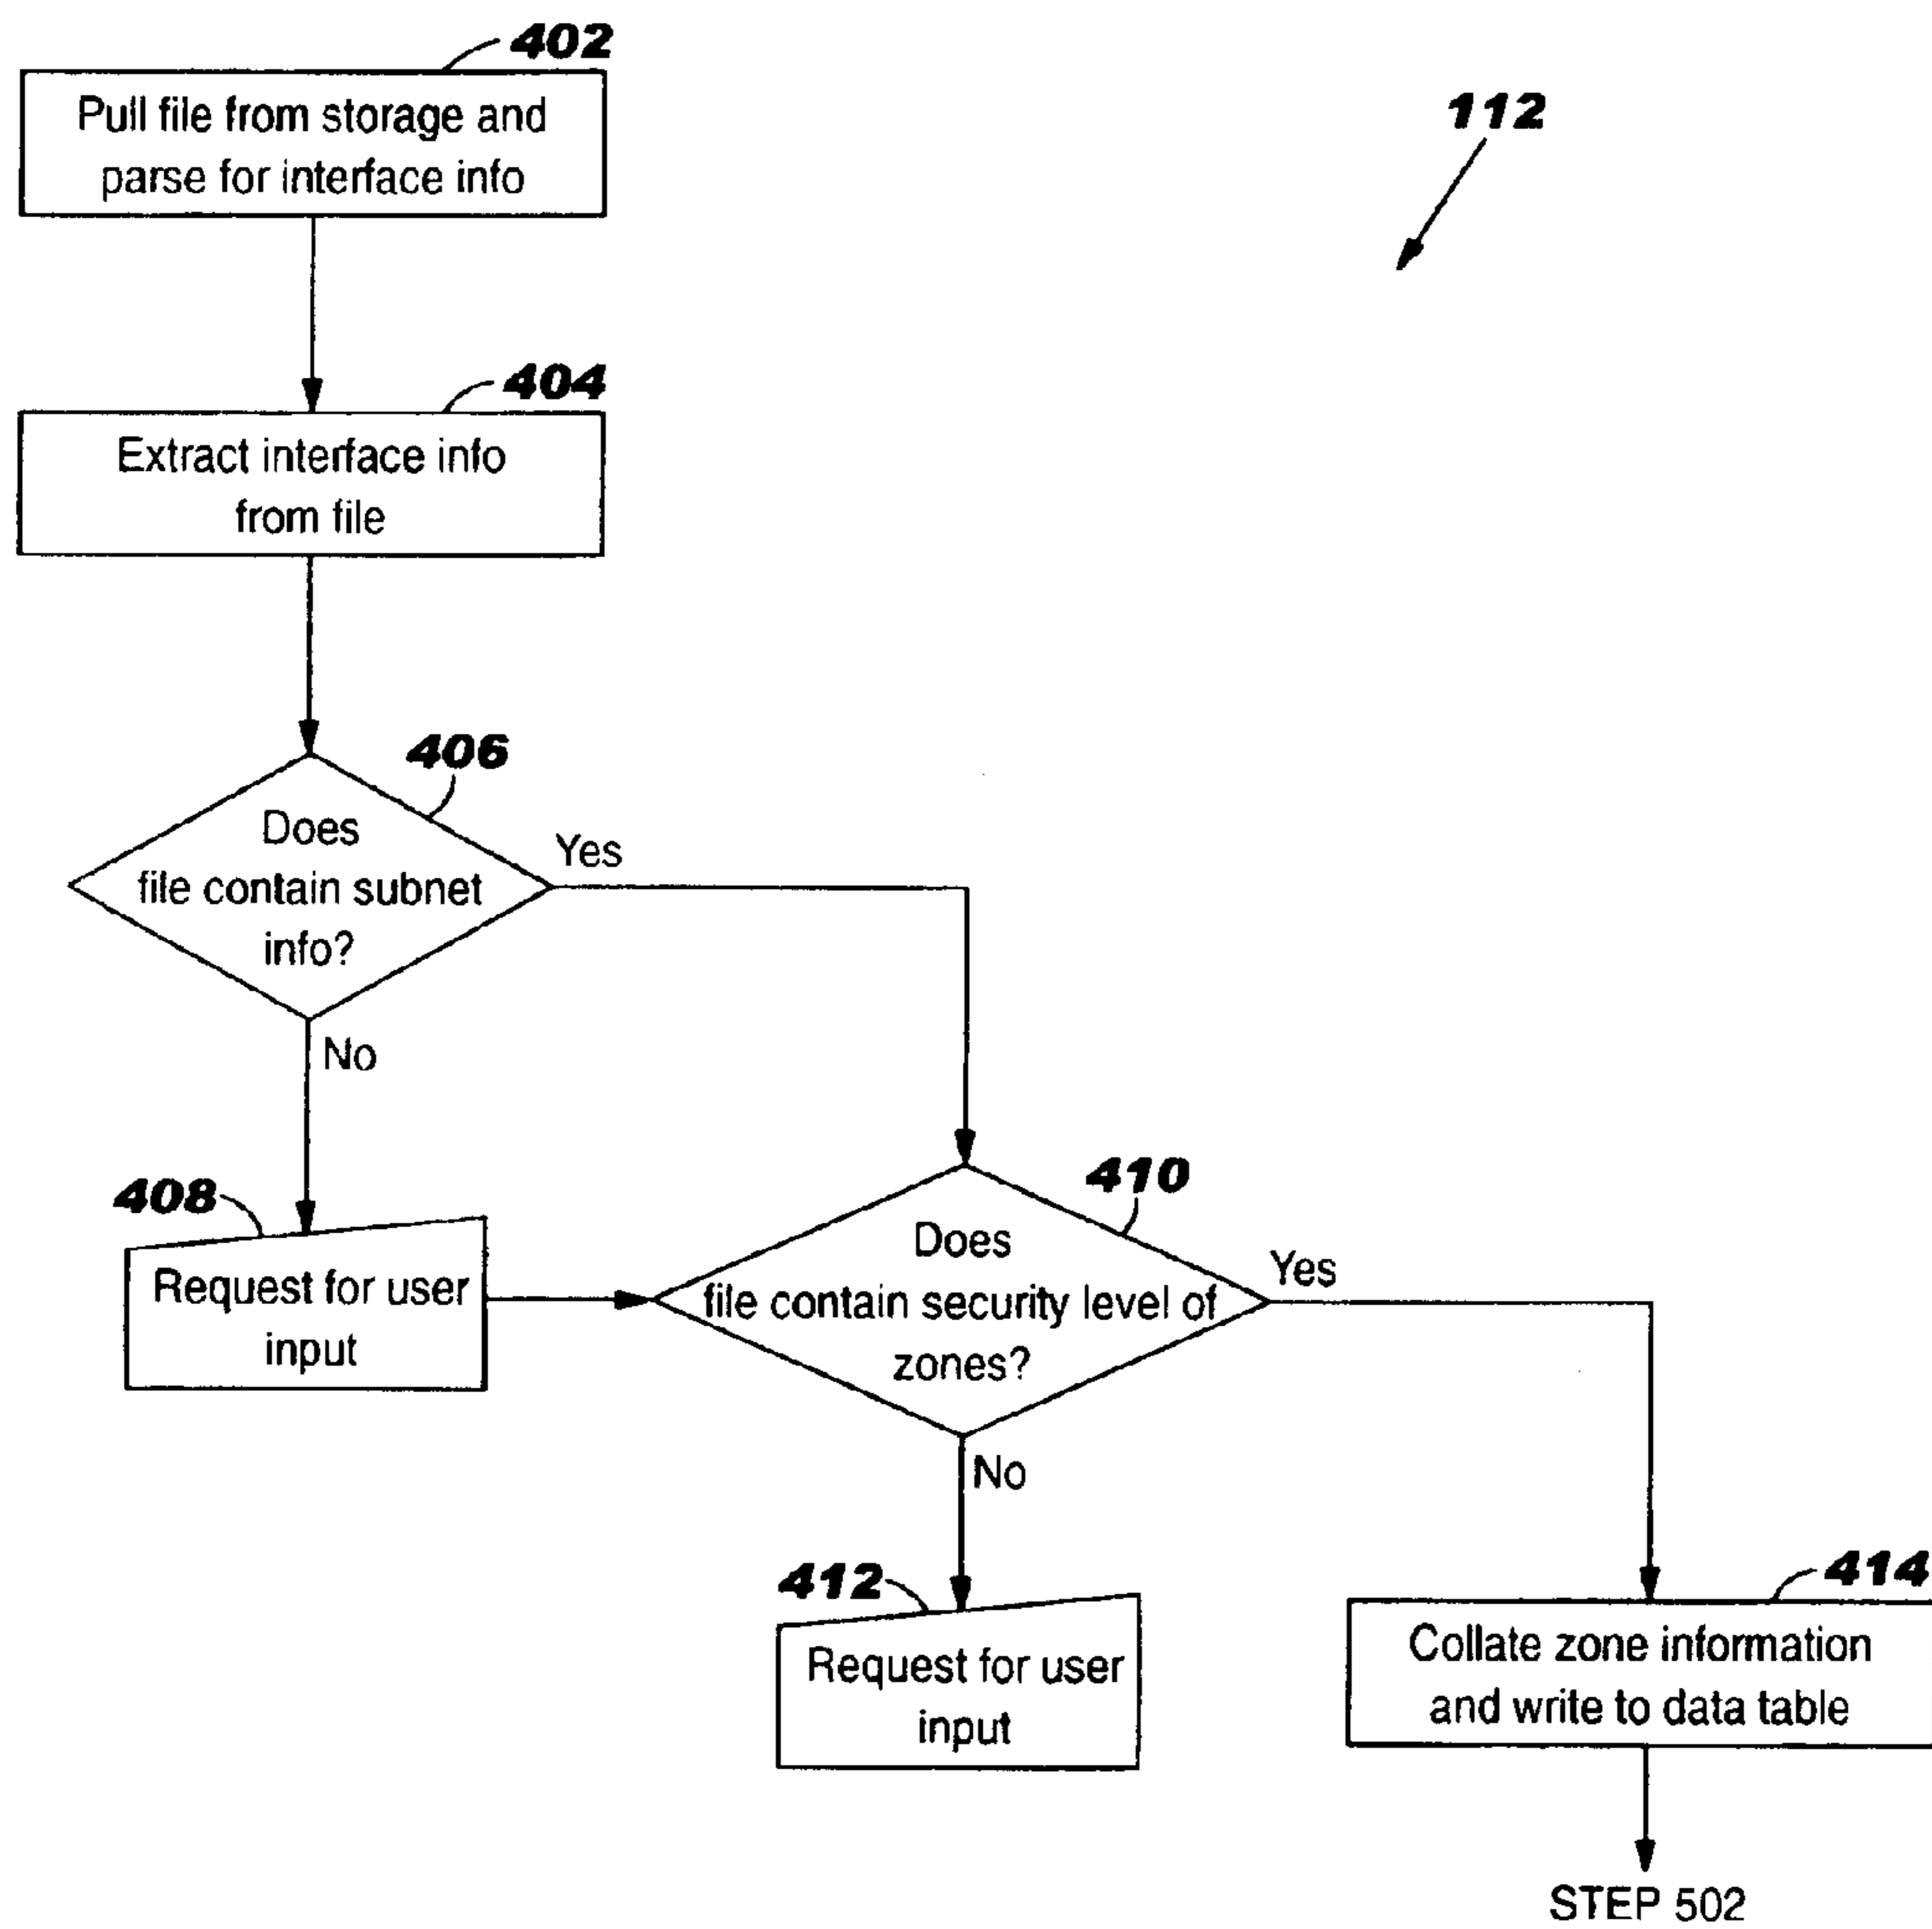 402
Pull file from storage and
parse for interface info
112
404
Extract interface info
from file
406
Does
file contain subnet
info?
Yes
No
408
Request for user
input
410
Does
file contain security level of
zones?
Yes
No
412
Request for user
input
414
Collate zone information
and write to data table
STEP 502